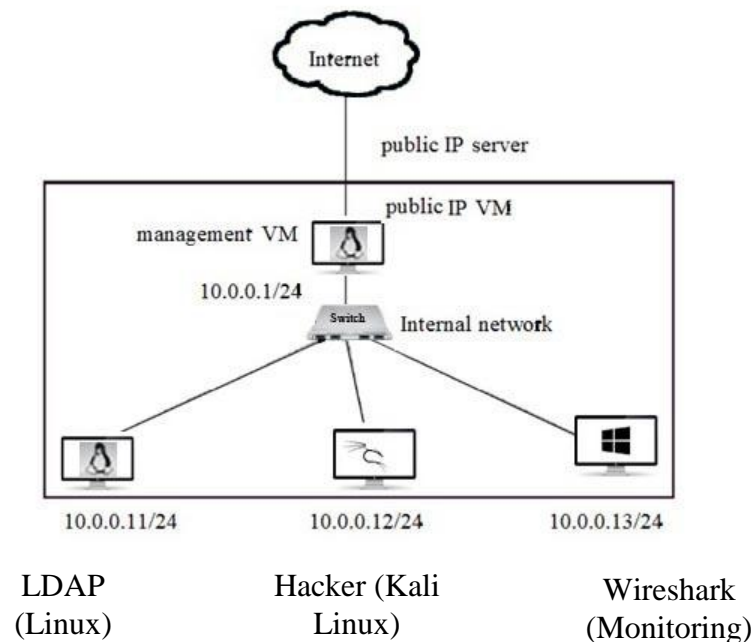 Internet
public IP server
public IP VM
management VM
10.0.0.1/24
Switch
Internal network
10.0.0.11/24
10.0.0.12/24
10.0.0.13/24
LDAP
(Linux)
Hacker (Kali
Linux)
Wireshark
(Monitoring)